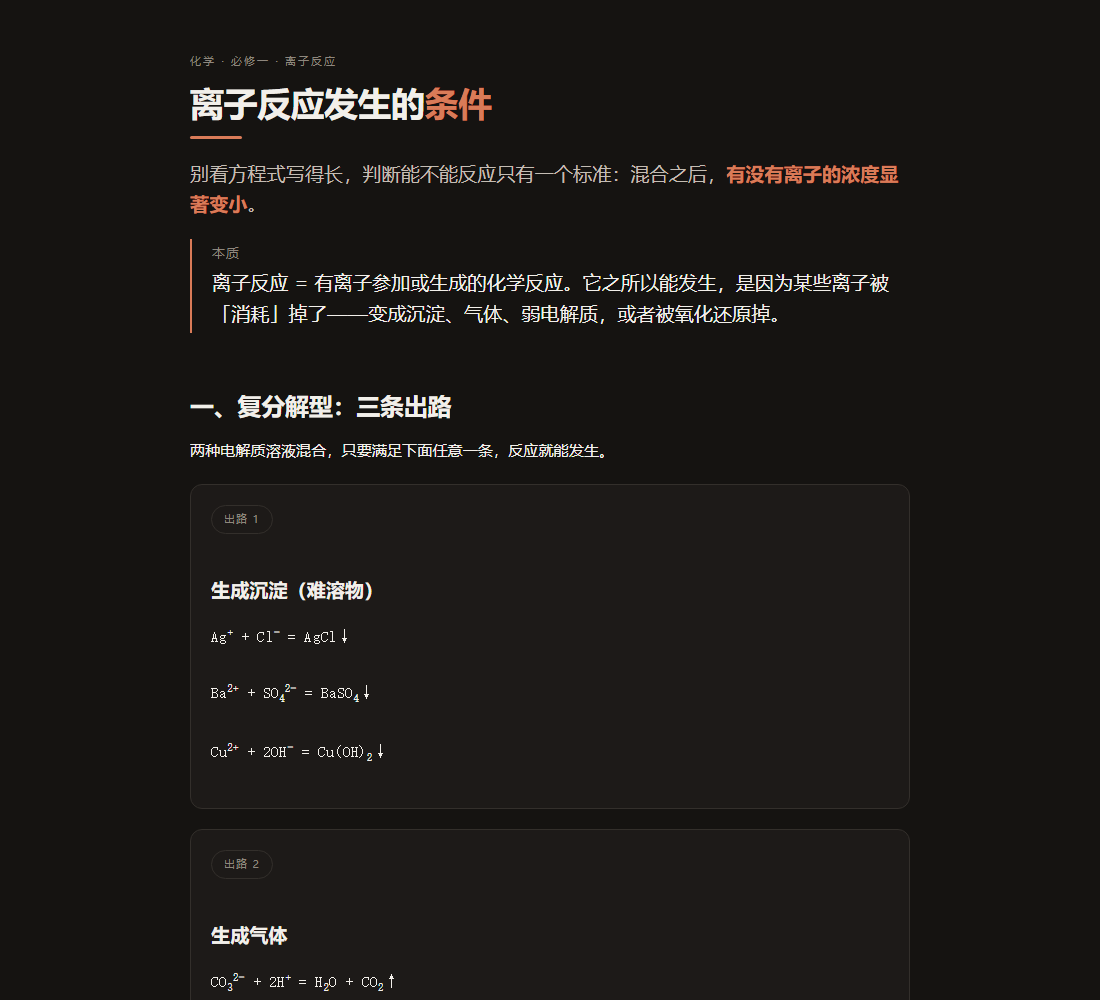 化学 · 必修一 · 离子反应
离子反应发生的条件
别看方程式写得长，判断能不能反应只有一个标准：混合之后，有没有离子的浓度显
著变小。
本质
离子反应 = 有离子参加或生成的化学反应。它之所以能发生，是因为某些离子被
「消耗」掉了——变成沉淀、气体、弱电解质，或者被氧化还原掉。
一、复分解型：三条出路
两种电解质溶液混合，只要满足下面任意一条，反应就能发生。
出路 1
生成沉淀（难溶物）
Ag⁺ + Cl⁻ = AgCl↓
Ba²⁺ + SO₄²⁻ = BaSO₄↓
Cu²⁺ + 2OH⁻ = Cu(OH)₂↓
出路 2
生成气体
CO₃²⁻ + 2H⁺ = H₂O + CO₂↑